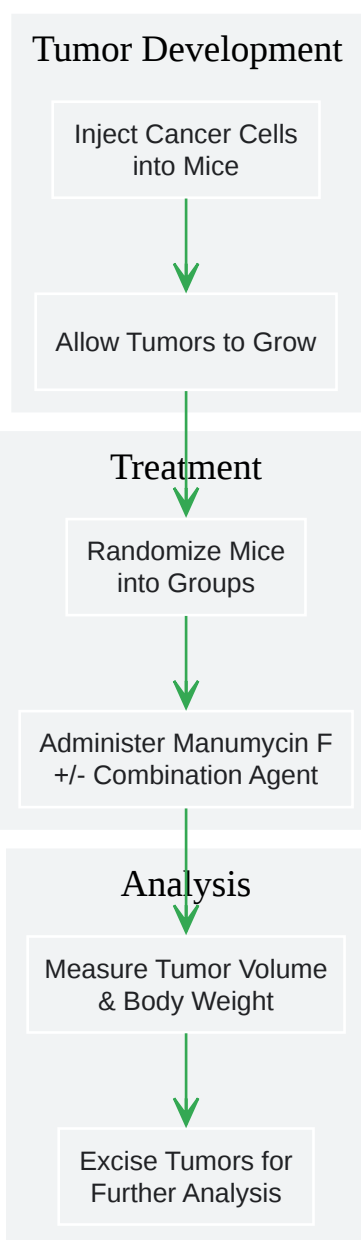 Tumor Development
Inject Cancer Cells
into Mice
Allow Tumors to Grow
Treatment
Randomize Mice
into Groups
Administer Manumycin F
+/- Combination Agent
Analysis
Measure Tumor Volume
& Body Weight
Excise Tumors for
Further Analysis